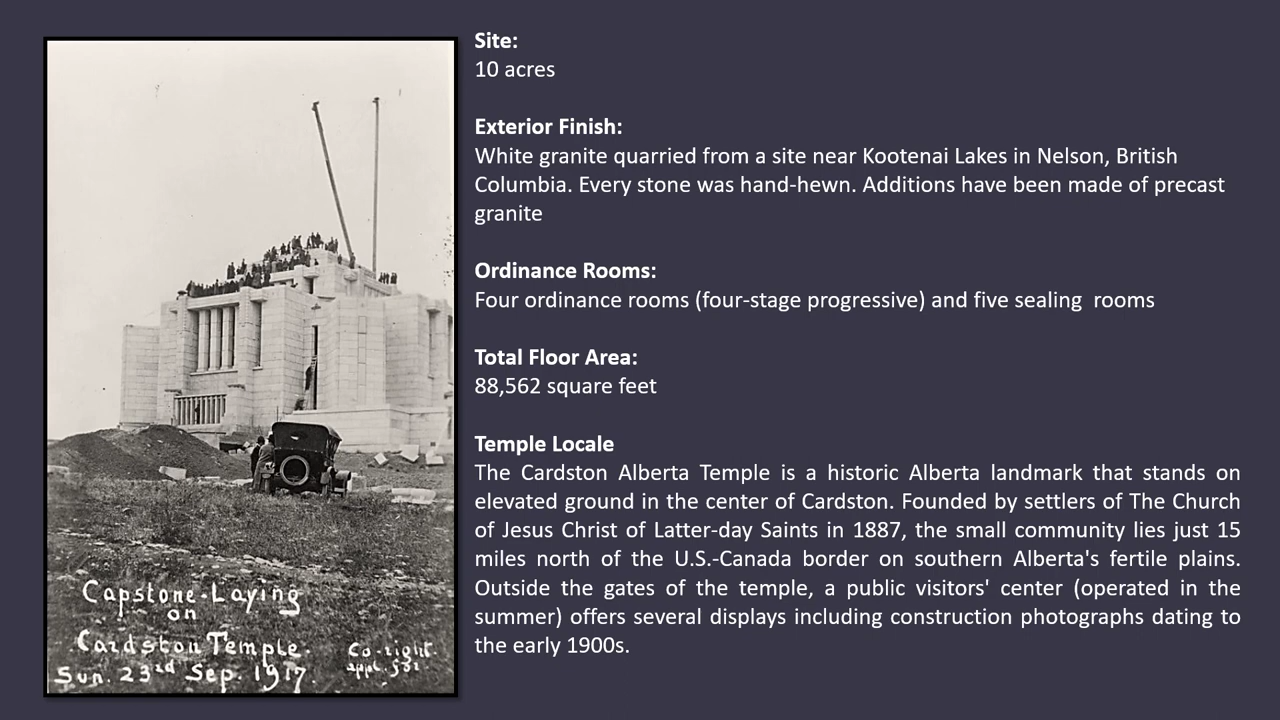 Site:
10 acres
Exterior Finish:
White granite quarried from a site near Kootenai Lakes in Nelson, British
Columbia. Every stone was hand-hewn. Additions have been made of precast
granite
Ordinance Rooms:
Four ordinance rooms (four-stage progressive) and five sealing  rooms
Total Floor Area:
88,562 square feet
Temple Locale
The Cardston Alberta Temple is a historic Alberta landmark that stands on
elevated ground in the center of Cardston. Founded by settlers of The Church
of Jesus Christ of Latter-day Saints in 1887, the small community lies just 15
miles north of the U.S.-Canada border on southern Alberta's fertile plains.
Outside the gates of the temple, a public visitors' center (operated in the
summer) offers several displays including construction photographs dating to
the early 1900s.
Capstone-Laying
on
Cardston Temple.
Sun. 23rd Sep. 1917.
Co-right.
appl. for